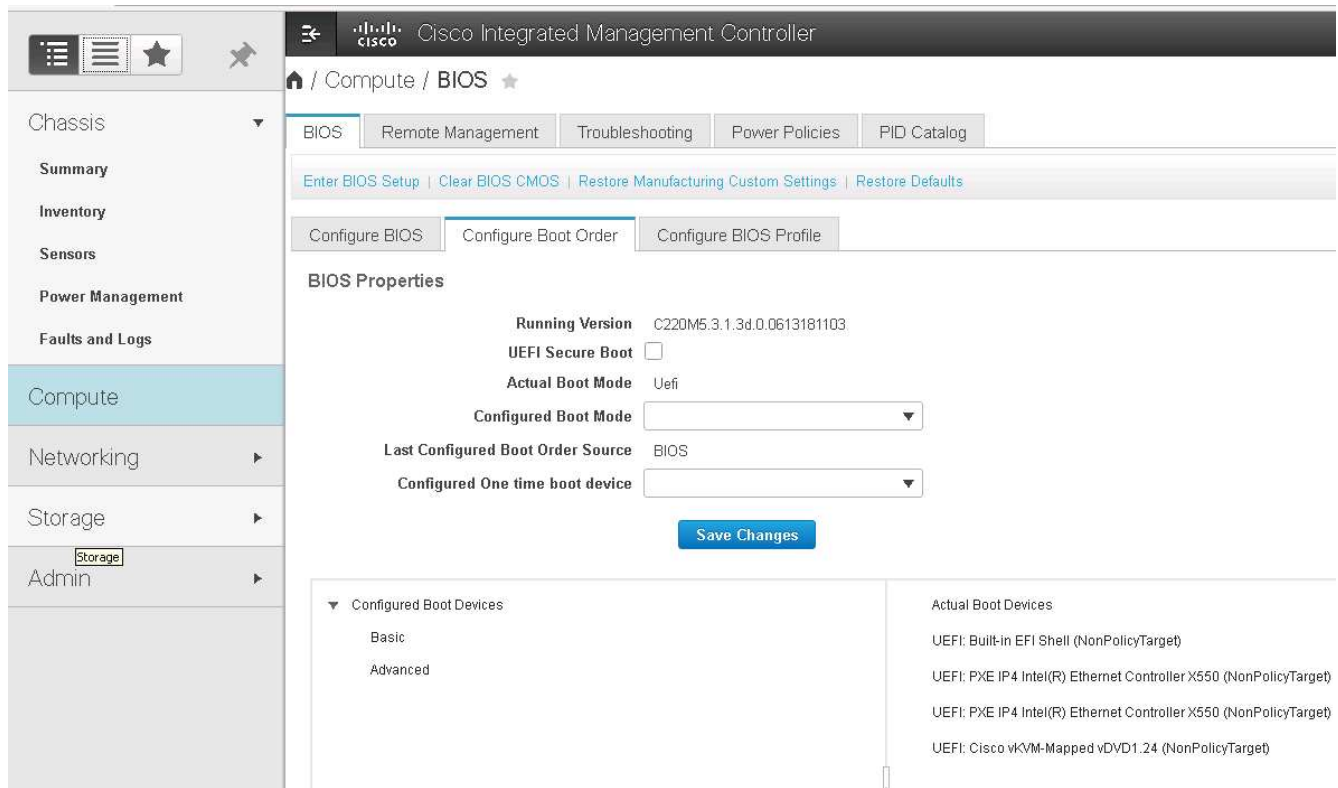 cisco Cisco Integrated Management Controller
/ Compute / BIOS
Chassis
Summary
Inventory
Sensors
Power Management
Faults and Logs
Compute
Networking
Storage
Storage
Admin
BIOS Remote Management Troubleshooting Power Policies PID Catalog
Enter BIOS Setup | Clear BIOS CMOS | Restore Manufacturing Custom Settings | Restore Defaults
Configure BIOS Configure Boot Order Configure BIOS Profile
BIOS Properties
Running Version C220M5.3.1.3d.0.0613181103
UEFI Secure Boot
Actual Boot Mode Uefi
Configured Boot Mode
Last Configured Boot Order Source BIOS
Configured One time boot device
Save Changes
Configured Boot Devices
Basic
Advanced
Actual Boot Devices
UEFI: Built-in EFI Shell (NonPolicyTarget)
UEFI: PXE IP4 Intel(R) Ethernet Controller X550 (NonPolicyTarget)
UEFI: PXE IP4 Intel(R) Ethernet Controller X550 (NonPolicyTarget)
UEFI: Cisco vKVM-Mapped vDVD1.24 (NonPolicyTarget)